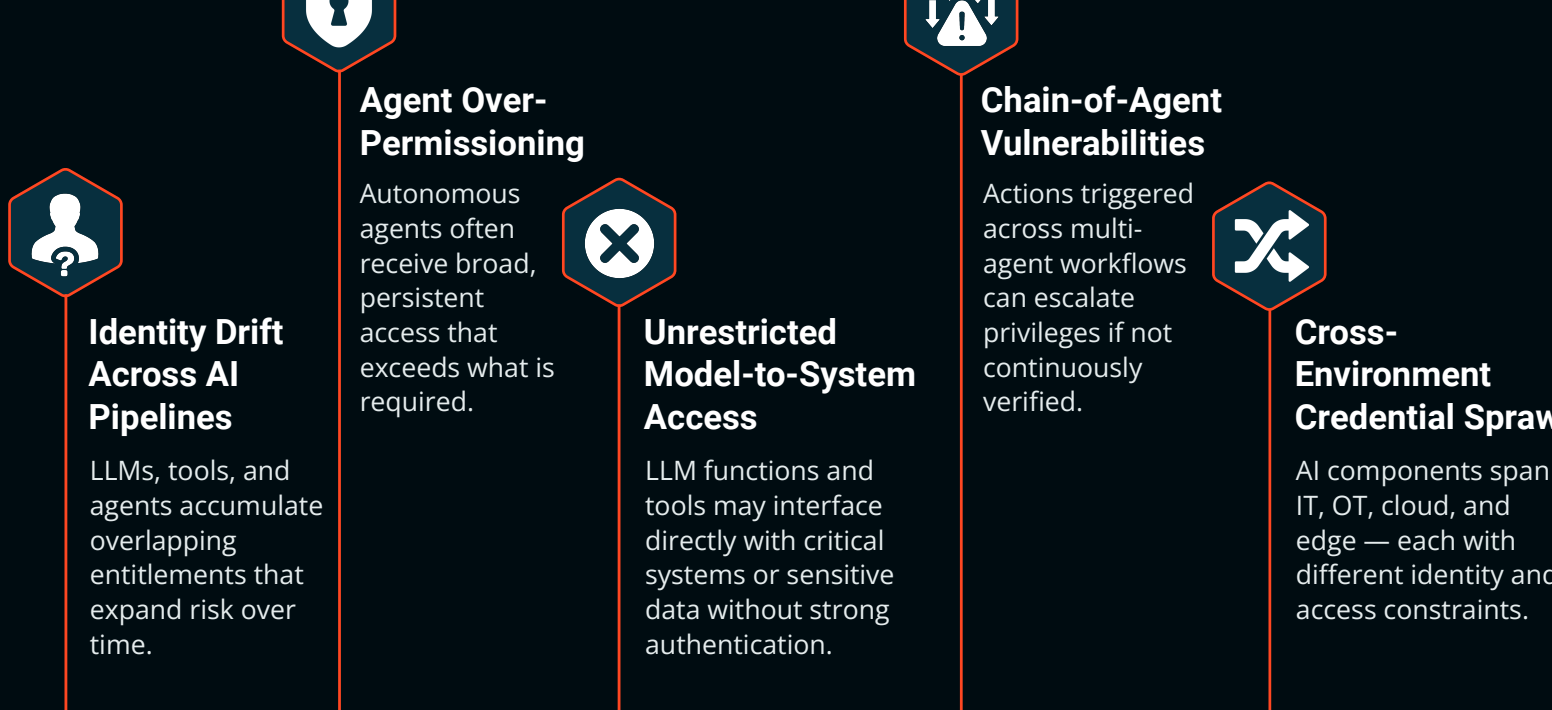 Identity Drift
Across AI
Pipelines
LLMs, tools, and
agents accumulate
overlapping
entitlements that
expand risk over
time.
Agent Over-
Permissioning
Autonomous
agents often
receive broad,
persistent
access that
exceeds what is
required.
Unrestricted
Model-to-System
Access
LLM functions and
tools may interface
directly with critical
systems or sensitive
data without strong
authentication.
Chain-of-Agent
Vulnerabilities
Actions triggered
across multi-
agent workflows
can escalate
privileges if not
continuously
verified.
Cross-
Environment
Credential Spraw
AI components span
IT, OT, cloud, and
edge — each with
different identity and
access constraints.